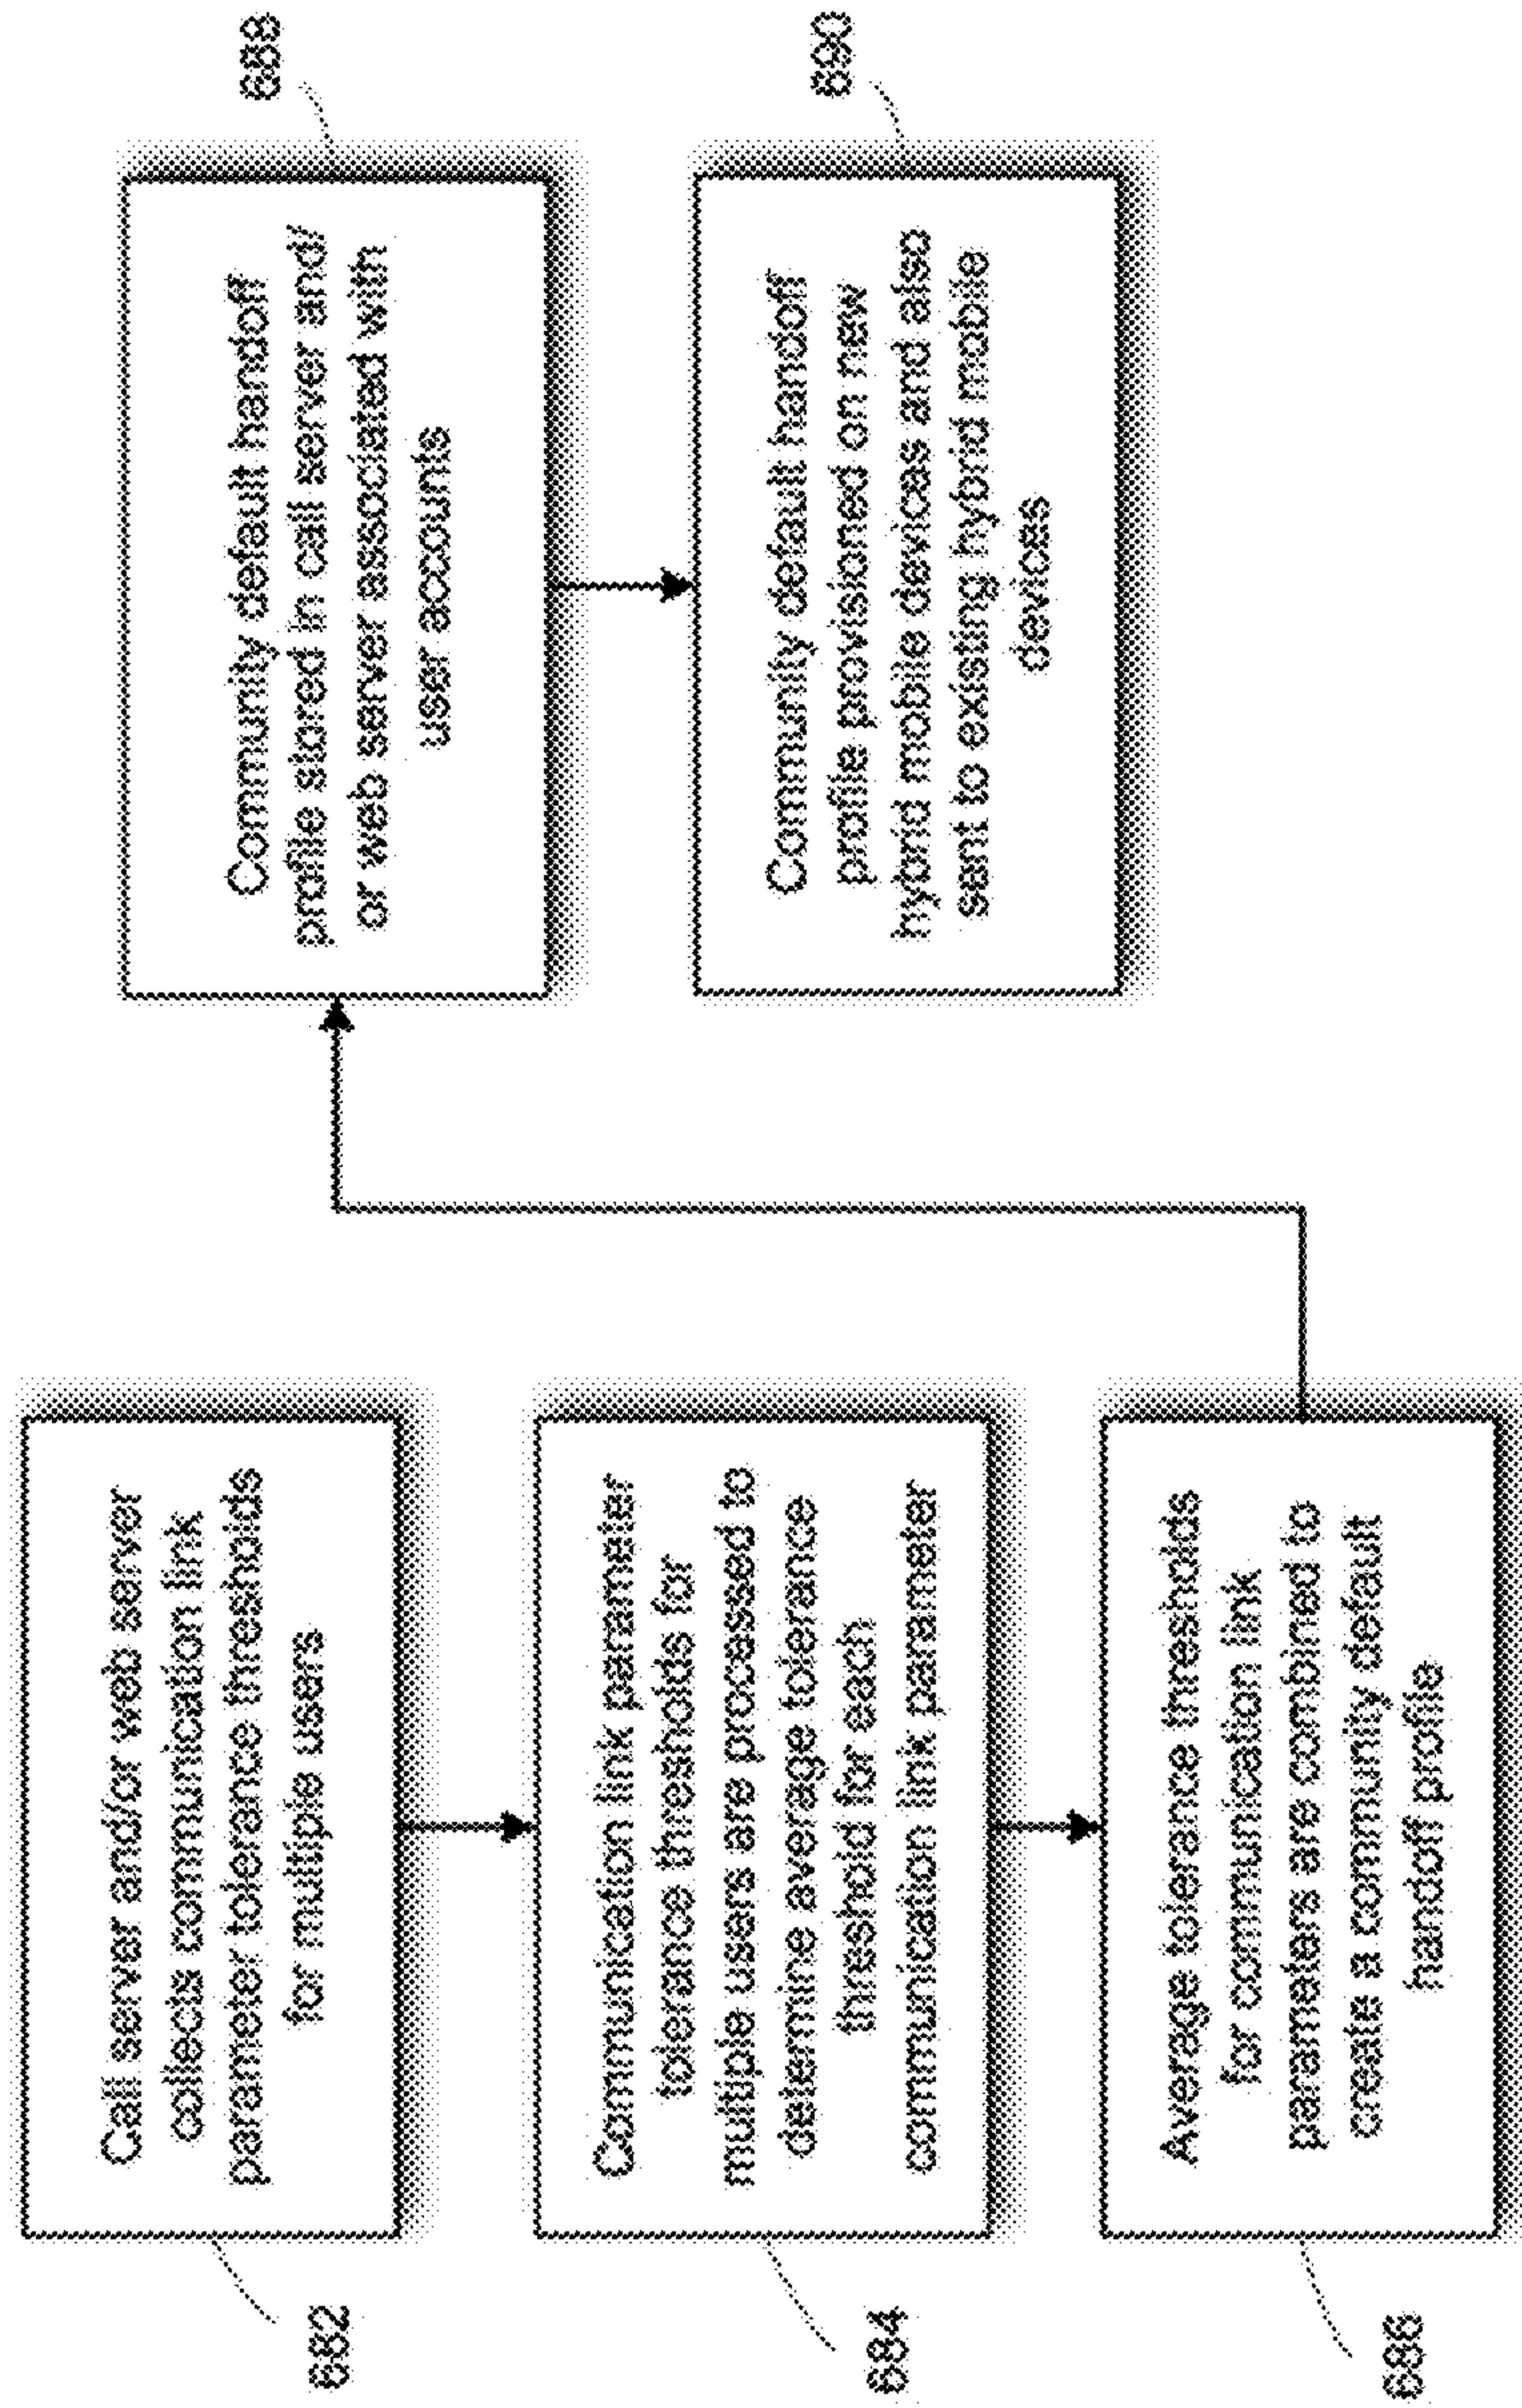 682
Call server and/or web server
collects communication link
parameter tolerance thresholds
for multiple users
684
Communication link parameter
tolerance thresholds for
multiple users are processed to
determine average tolerance
threshold for each
communication link parameter
686
Average tolerance thresholds
for communication link
parameters are combined to
create a community default
handoff profile
688
Community default handoff
profile stored in call server and/
or web server associated with
user accounts
690
Community default handoff
profile provisioned on new
hybrid mobile devices and also
sent to existing hybrid mobile
devices